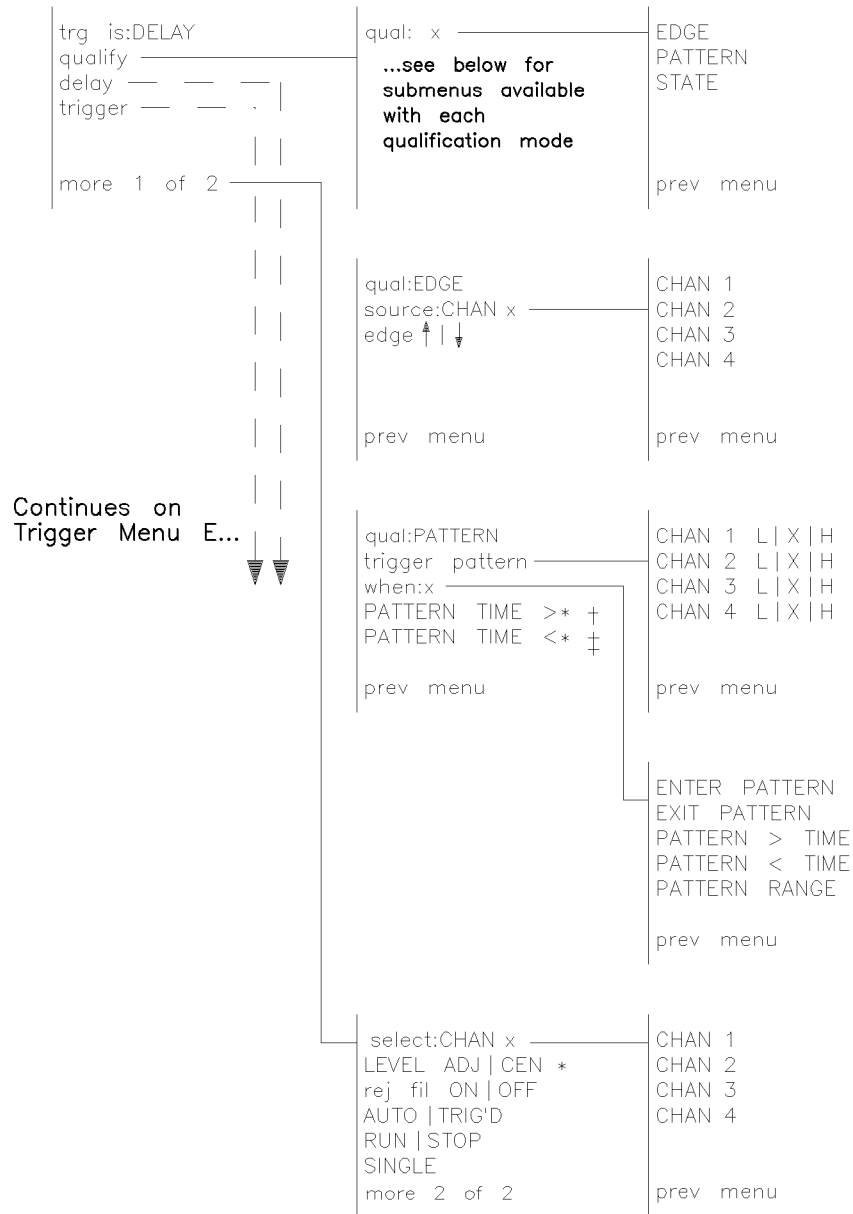 trg is:DELAY
qualify
delay
trigger
more 1 of 2
qual: x
...see below for
submenus available
with each
qualification mode
EDGE
PATTERN
STATE
prev menu
qual:EDGE
source:CHAN x
edge ↑ | ↓
prev menu
CHAN 1
CHAN 2
CHAN 3
CHAN 4
prev menu
Continues on
Trigger Menu E...
qual:PATTERN
trigger pattern
when:x
PATTERN TIME >* †
PATTERN TIME <* ‡
prev menu
CHAN 1 L|X|H
CHAN 2 L|X|H
CHAN 3 L|X|H
CHAN 4 L|X|H
prev menu
ENTER PATTERN
EXIT PATTERN
PATTERN > TIME
PATTERN < TIME
PATTERN RANGE
prev menu
select:CHAN x
LEVEL ADJ|CEN *
rej fil ON|OFF
AUTO|TRIG'D
RUN|STOP
SINGLE
more 2 of 2
CHAN 1
CHAN 2
CHAN 3
CHAN 4
prev menu